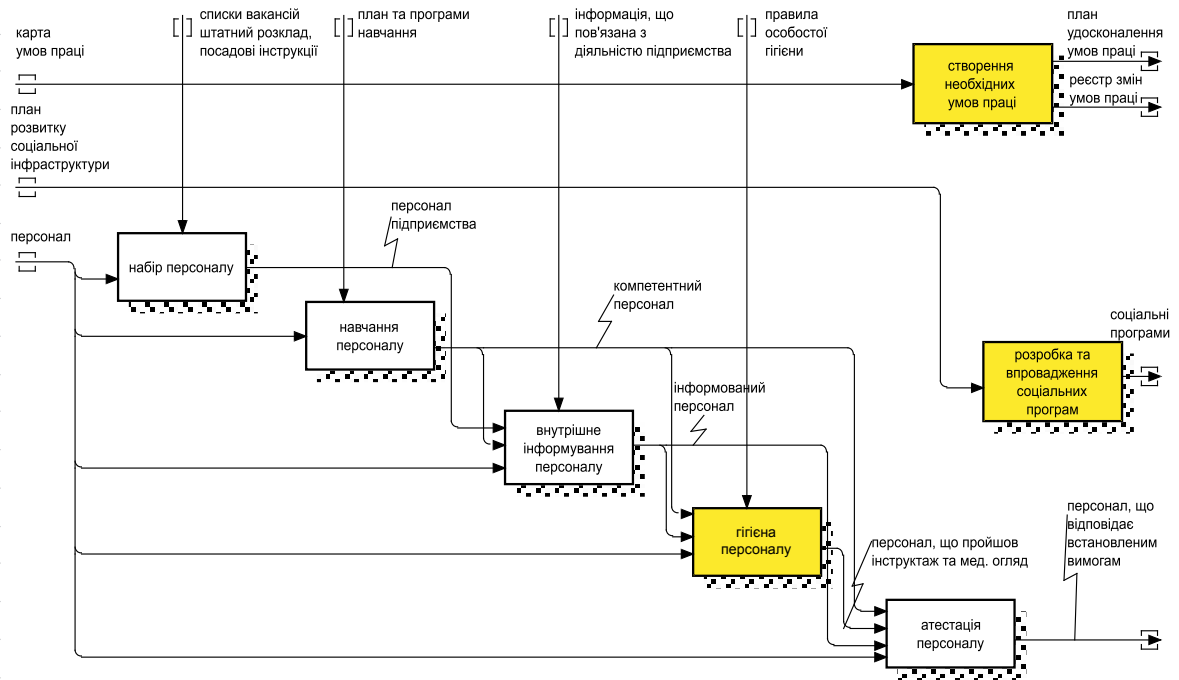 карта
умов праці
списки вакансій
штатний розклад,
посадові інструкції
план та програми
навчання
інформація, що
пов'язана з
діяльністю підприємства
правила
особостої
гігієни
план
удосконалення
умов праці
створення
необхідних
умов праці
реєстр змін
умов праці
план
розвитку
соціальної
інфраструктури
персонал
персонал
підприємства
набір персоналу
компетентний
персонал
навчання
персоналу
соціальні
програми
розробка та
впровадження
соціальних
програм
інформований
персонал
внутрішне
інформування
персоналу
гігієна
персоналу
персонал, що
відповідає
встановленим
вимогам
персонал, що пройшов
інструктаж та мед. огляд
атестація
персоналу